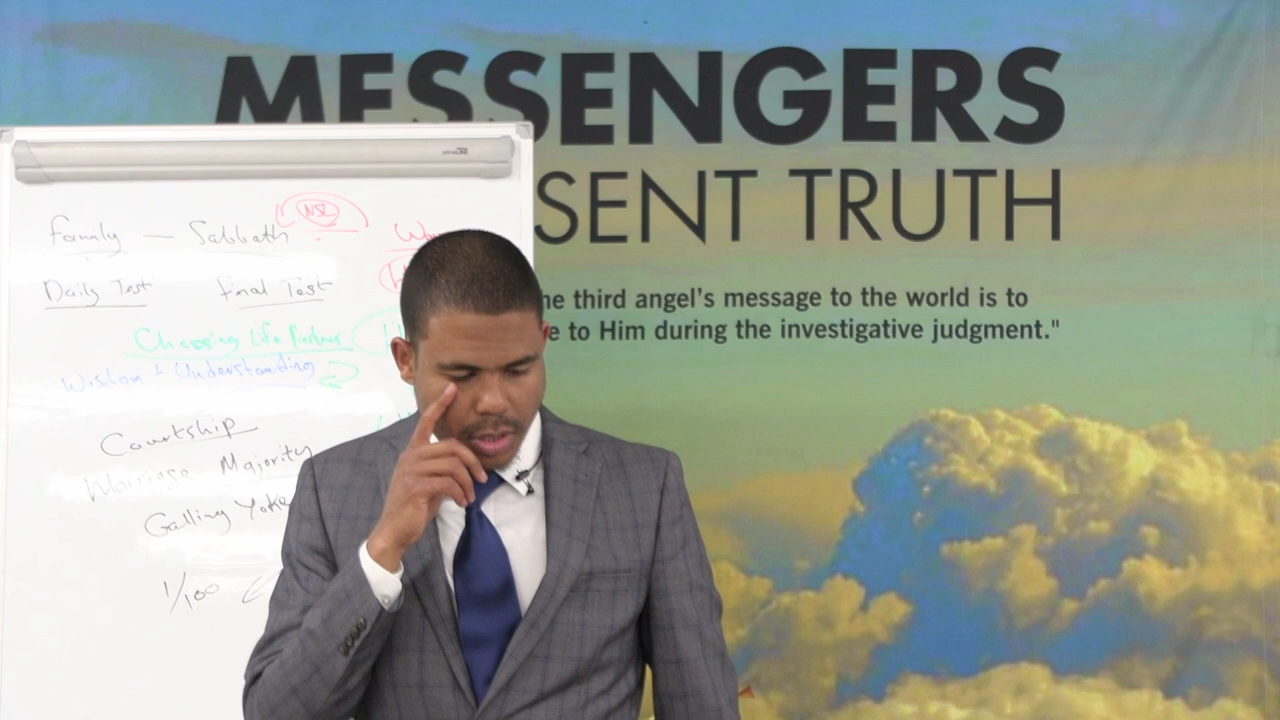 MESSENGERS
SENT TRUTH
he third angel's message to the world is to
e to Him during the investigative judgment."
Family — Sabbath
NSL
Daily Test Final Test
Choosing Life Partner
Wisdom + Understanding
Courtship
Marriage Majority
Galling Yoke
1/100